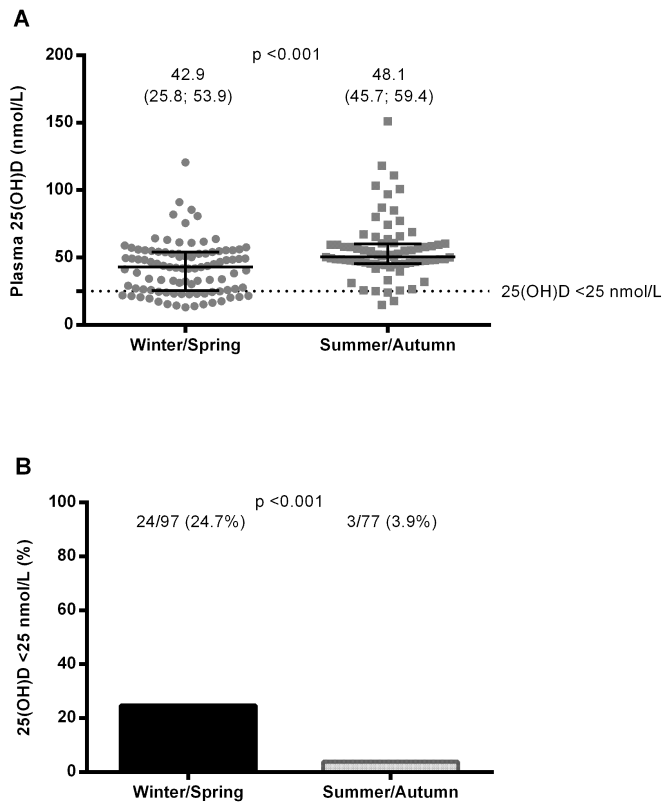 A
p <0.001
42.9
(25.8; 53.9)
48.1
(45.7; 59.4)
Plasma 25(OH)D (nmol/L)
200
150
100
50
0
25(OH)D <25 nmol/L
Winter/Spring
Summer/Autumn
B
p <0.001
24/97 (24.7%)
3/77 (3.9%)
25(OH)D <25 nmol/L (%)
100
80
60
40
20
0
Winter/Spring
Summer/Autumn